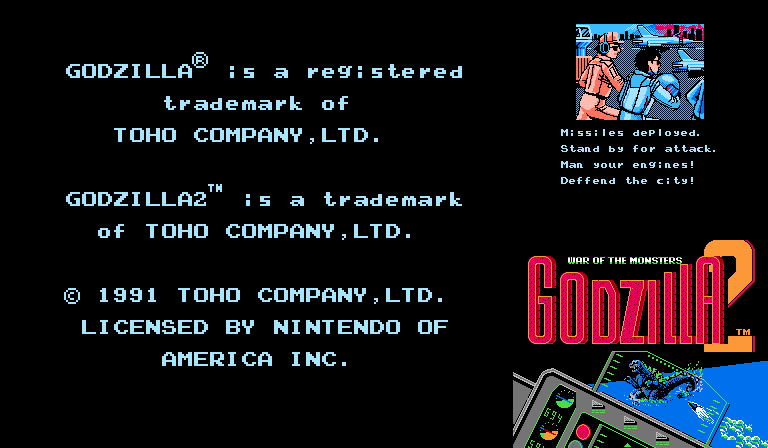 GODZILLA® is a registered
trademark of
TOHO COMPANY,LTD.
GODZILLA2™ is a trademark
of TOHO COMPANY,LTD.
© 1991 TOHO COMPANY,LTD.
LICENSED BY NINTENDO OF
AMERICA INC.
Missiles deployed.
Stand by for attack.
Man your engines!
Deffend the city!
WAR OF THE MONSTERS
GODZILLA 2
TM
694